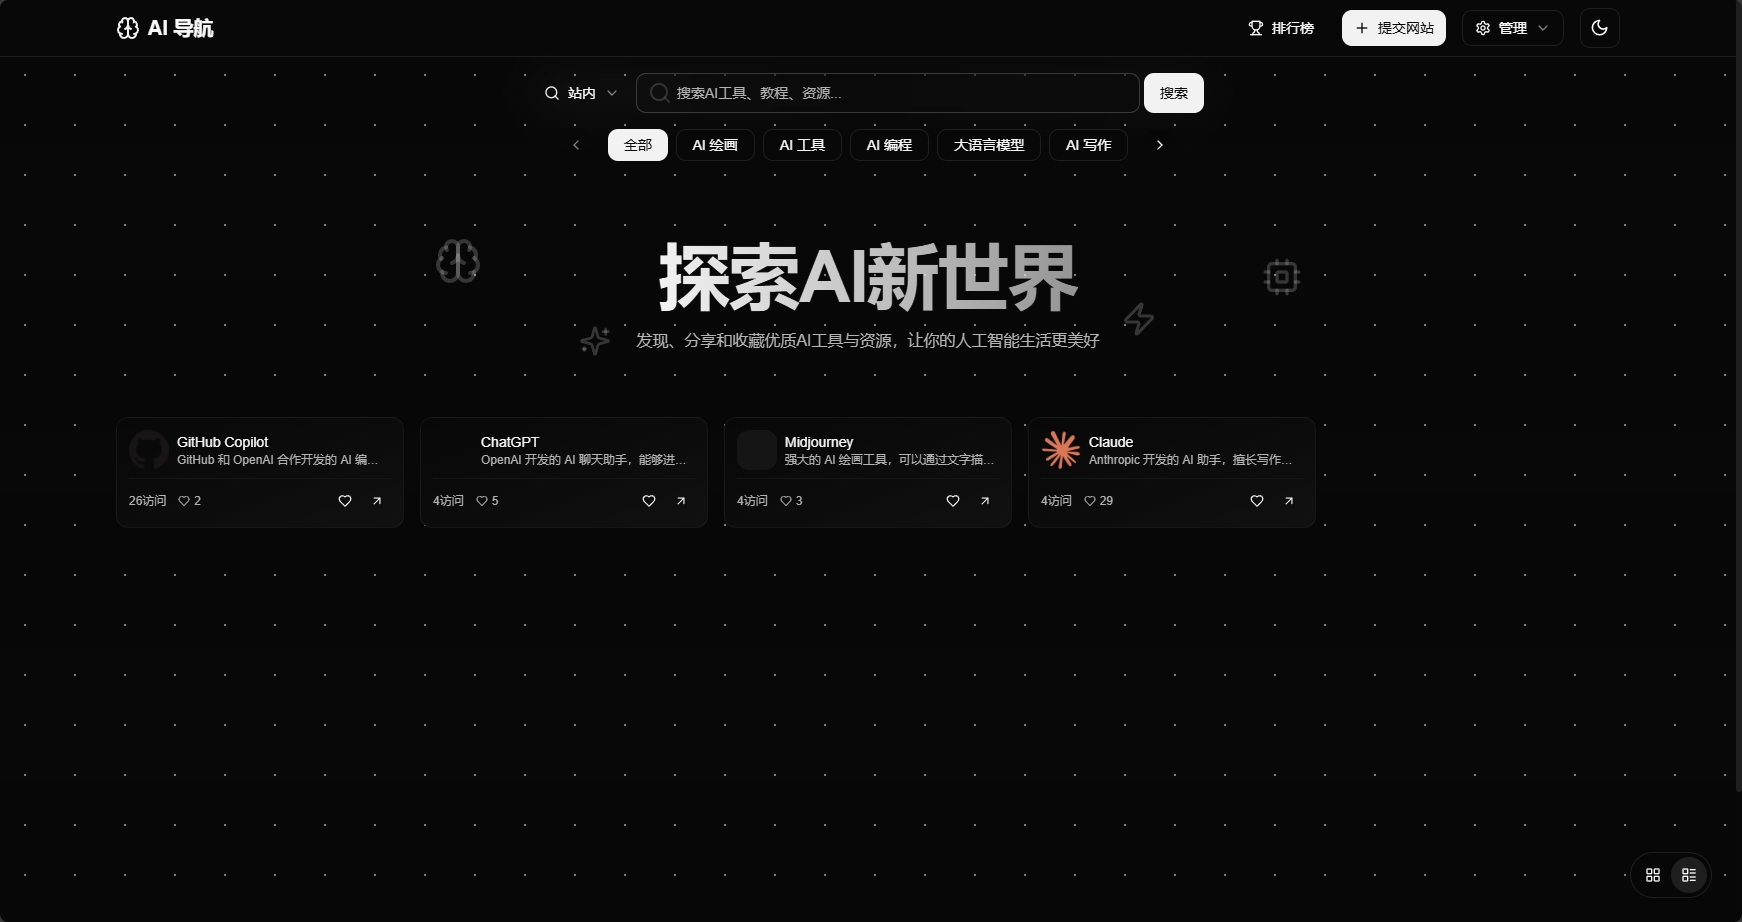 AI 导航
排行榜
提交网站
管理
站内
搜索AI工具、教程、资源...
搜索
全部
AI 绘画
AI 工具
AI 编程
大语言模型
AI 写作
探索AI新世界
发现、分享和收藏优质AI工具与资源，让你的人工智能生活更美好
GitHub Copilot
GitHub 和 OpenAI 合作开发的 AI 编...
26访问 2
ChatGPT
OpenAI 开发的 AI 聊天助手，能够进...
4访问 5
Midjourney
强大的 AI 绘画工具，可以通过文字描...
4访问 3
Claude
Anthropic 开发的 AI 助手，擅长写作...
4访问 29